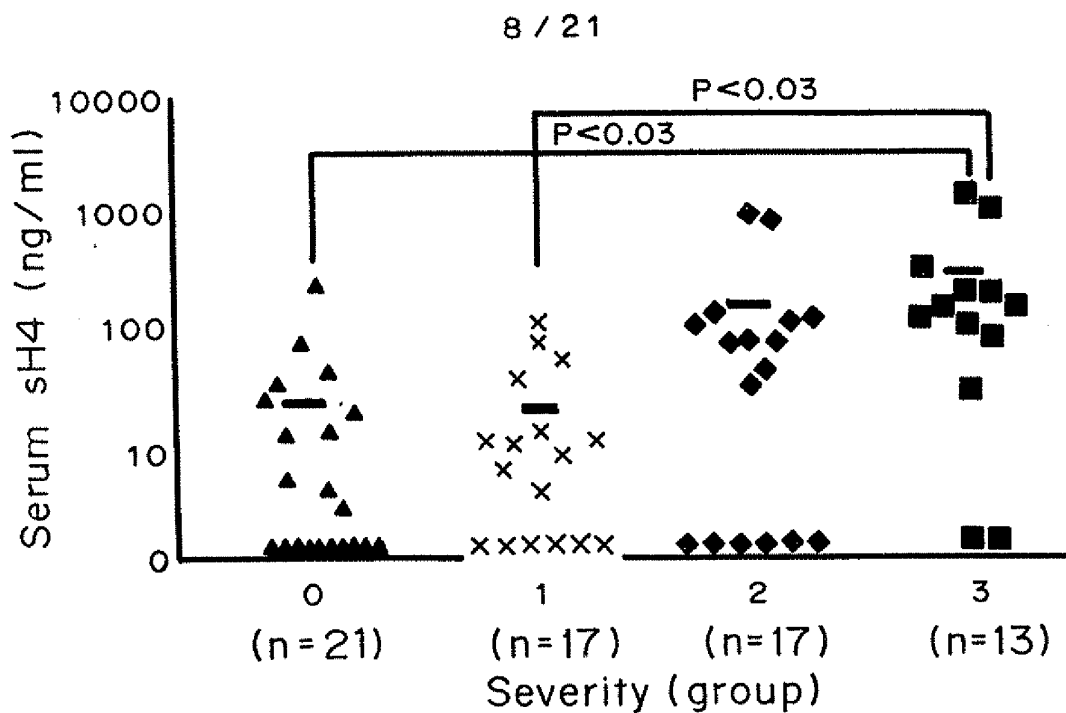 8/21
P<0.03
P<0.03
Serum sH4 (ng/ml)
10000
1000
100
10
0
0 1 2 3
(n=21) (n=17) (n=17) (n=13)
Severity (group)